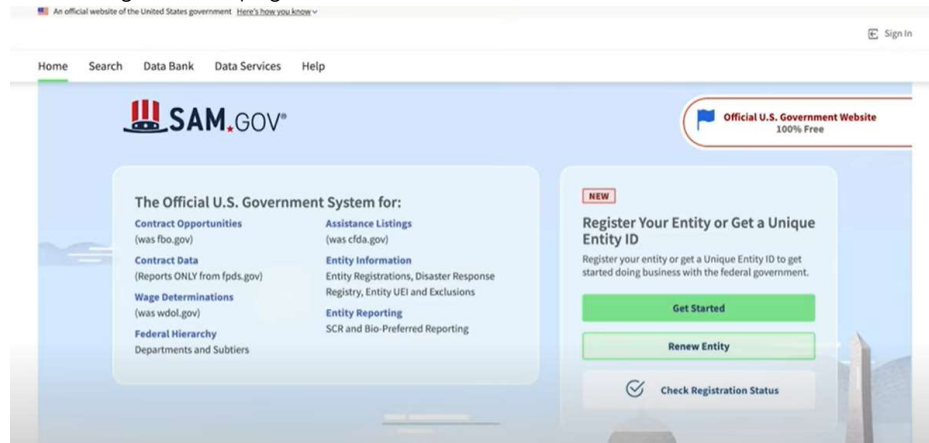 An official website of the United States government Here's how you know
Sign In
Home Search Data Bank Data Services Help
SAM.GOV®
Official U.S. Government Website
100% Free
The Official U.S. Government System for:
Contract Opportunities
(was fbo.gov)
Contract Data
(Reports ONLY from fpds.gov)
Wage Determinations
(was wdol.gov)
Federal Hierarchy
Departments and Subtiers
Assistance Listings
(was cfda.gov)
Entity Information
Entity Registrations, Disaster Response
Registry, Entity UEI and Exclusions
Entity Reporting
SCR and Bio-Preferred Reporting
NEW
Register Your Entity or Get a Unique
Entity ID
Register your entity or get a Unique Entity ID to get
started doing business with the federal government.
Get Started
Renew Entity
Check Registration Status